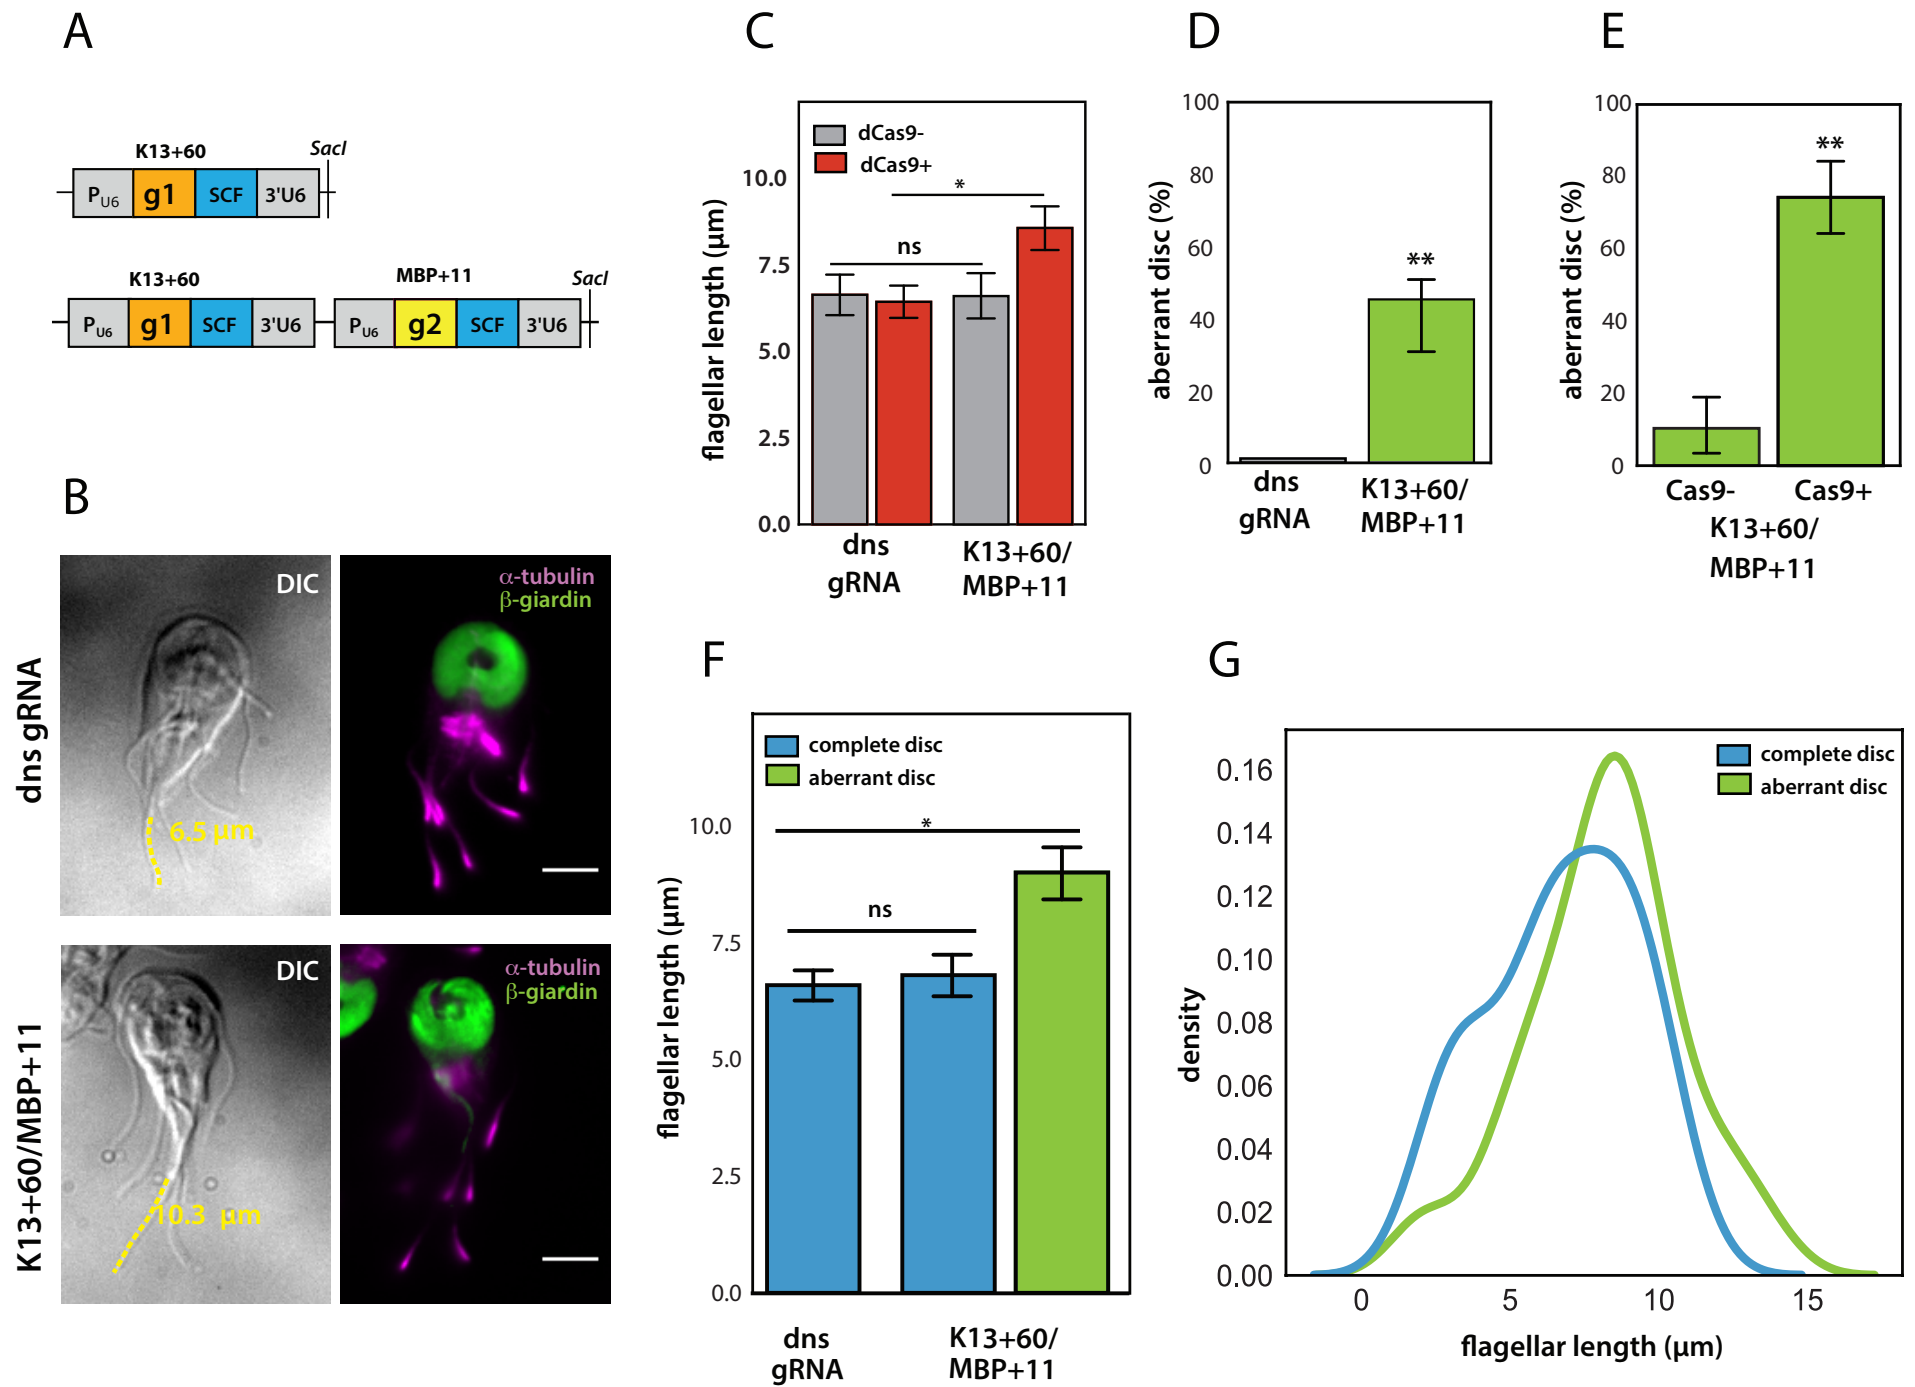 A
K13+60
SacI
PU6 g1 SCF 3'U6
K13+60
MBP+11
SacI
PU6 g1 SCF 3'U6 PU6 g2 SCF 3'U6
B
dns gRNA
DIC
6.5 µm
α-tubulin
β-giardin
K13+60/MBP+11
DIC
10.3 µm
α-tubulin
β-giardin
C
flagellar length (µm)
10.0
7.5
5.0
2.5
0.0
dCas9-
dCas9+
*
ns
dns
gRNA
K13+60/
MBP+11
D
aberrant disc (%)
100
80
60
40
20
0
**
dns
gRNA
K13+60/
MBP+11
E
aberrant disc (%)
100
80
60
40
20
0
**
Cas9-
Cas9+
K13+60/
MBP+11
F
flagellar length (µm)
10.0
7.5
5.0
2.5
0.0
complete disc
aberrant disc
*
ns
dns
gRNA
K13+60/
MBP+11
G
density
0.16
0.14
0.12
0.10
0.08
0.06
0.04
0.02
0.00
complete disc
aberrant disc
0 5 10 15
flagellar length (µm)